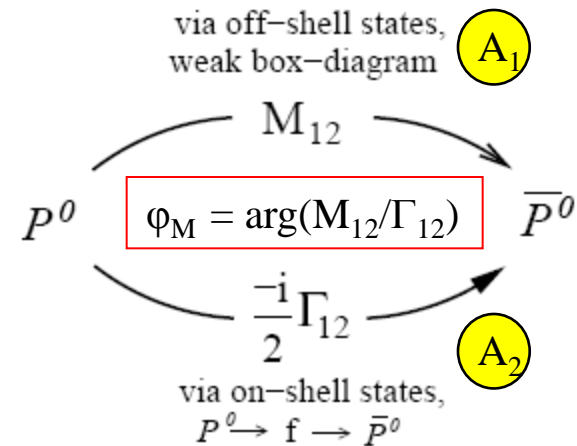 via off−shell states,
weak box−diagram
A₁
M₁₂
P⁰ φ_M = arg(M₁₂/Γ₁₂) P̅⁰
−i/2 Γ₁₂
A₂
via on−shell states,
P⁰→ f → P̅⁰